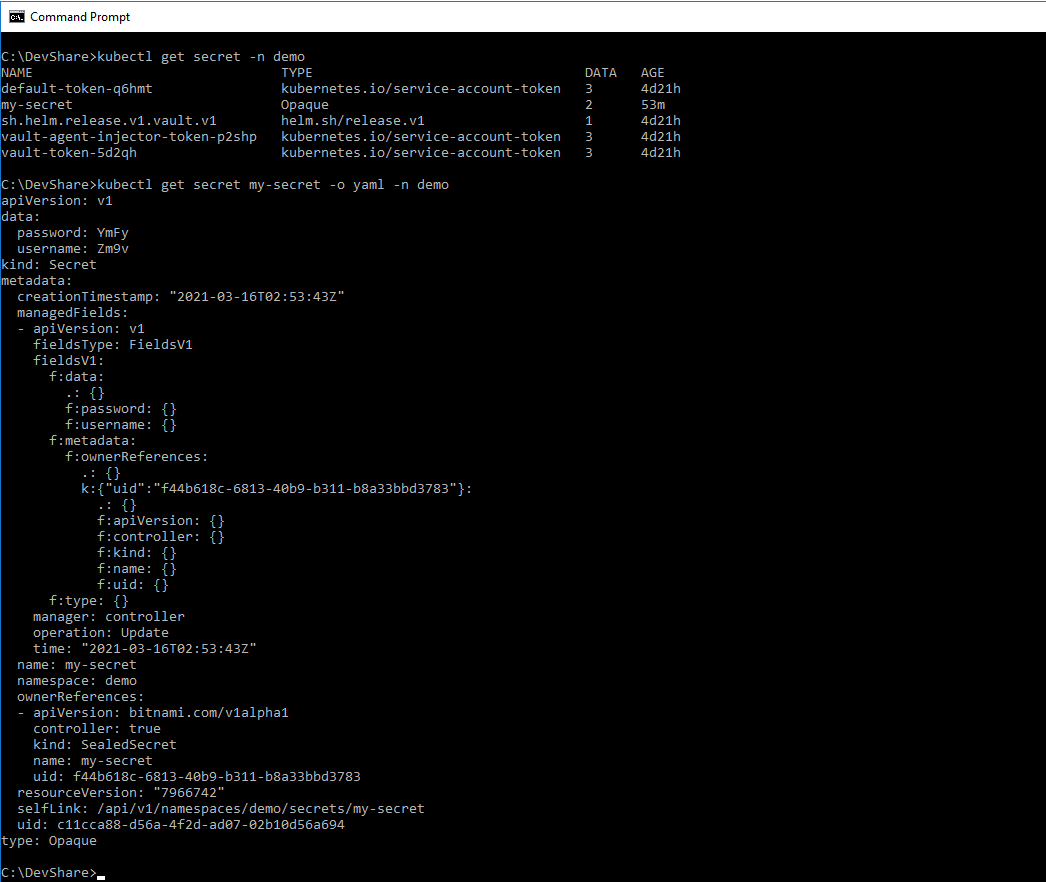 Command Prompt
C:\DevShare>kubectl get secret -n demo
NAME                               TYPE                                  DATA   AGE
default-token-q6hmt                kubernetes.io/service-account-token   3      4d21h
my-secret                          Opaque                                2      53m
sh.helm.release.v1.vault.v1        helm.sh/release.v1                    1      4d21h
vault-agent-injector-token-p2shp   kubernetes.io/service-account-token   3      4d21h
vault-token-5d2qh                  kubernetes.io/service-account-token   3      4d21h
C:\DevShare>kubectl get secret my-secret -o yaml -n demo
apiVersion: v1
data:
  password: YmFy
  username: Zm9v
kind: Secret
metadata:
  creationTimestamp: "2021-03-16T02:53:43Z"
  managedFields:
  - apiVersion: v1
    fieldsType: FieldsV1
    fieldsV1:
      f:data:
        .: {}
        f:password: {}
        f:username: {}
      f:metadata:
        f:ownerReferences:
          .: {}
          k:{"uid":"f44b618c-6813-40b9-b311-b8a33bbd3783"}:
            .: {}
            f:apiVersion: {}
            f:controller: {}
            f:kind: {}
            f:name: {}
            f:uid: {}
      f:type: {}
    manager: controller
    operation: Update
    time: "2021-03-16T02:53:43Z"
  name: my-secret
  namespace: demo
  ownerReferences:
  - apiVersion: bitnami.com/v1alpha1
    controller: true
    kind: SealedSecret
    name: my-secret
    uid: f44b618c-6813-40b9-b311-b8a33bbd3783
  resourceVersion: "7966742"
  selfLink: /api/v1/namespaces/demo/secrets/my-secret
  uid: c11cca88-d56a-4f2d-ad07-02b10d56a694
type: Opaque
C:\DevShare>